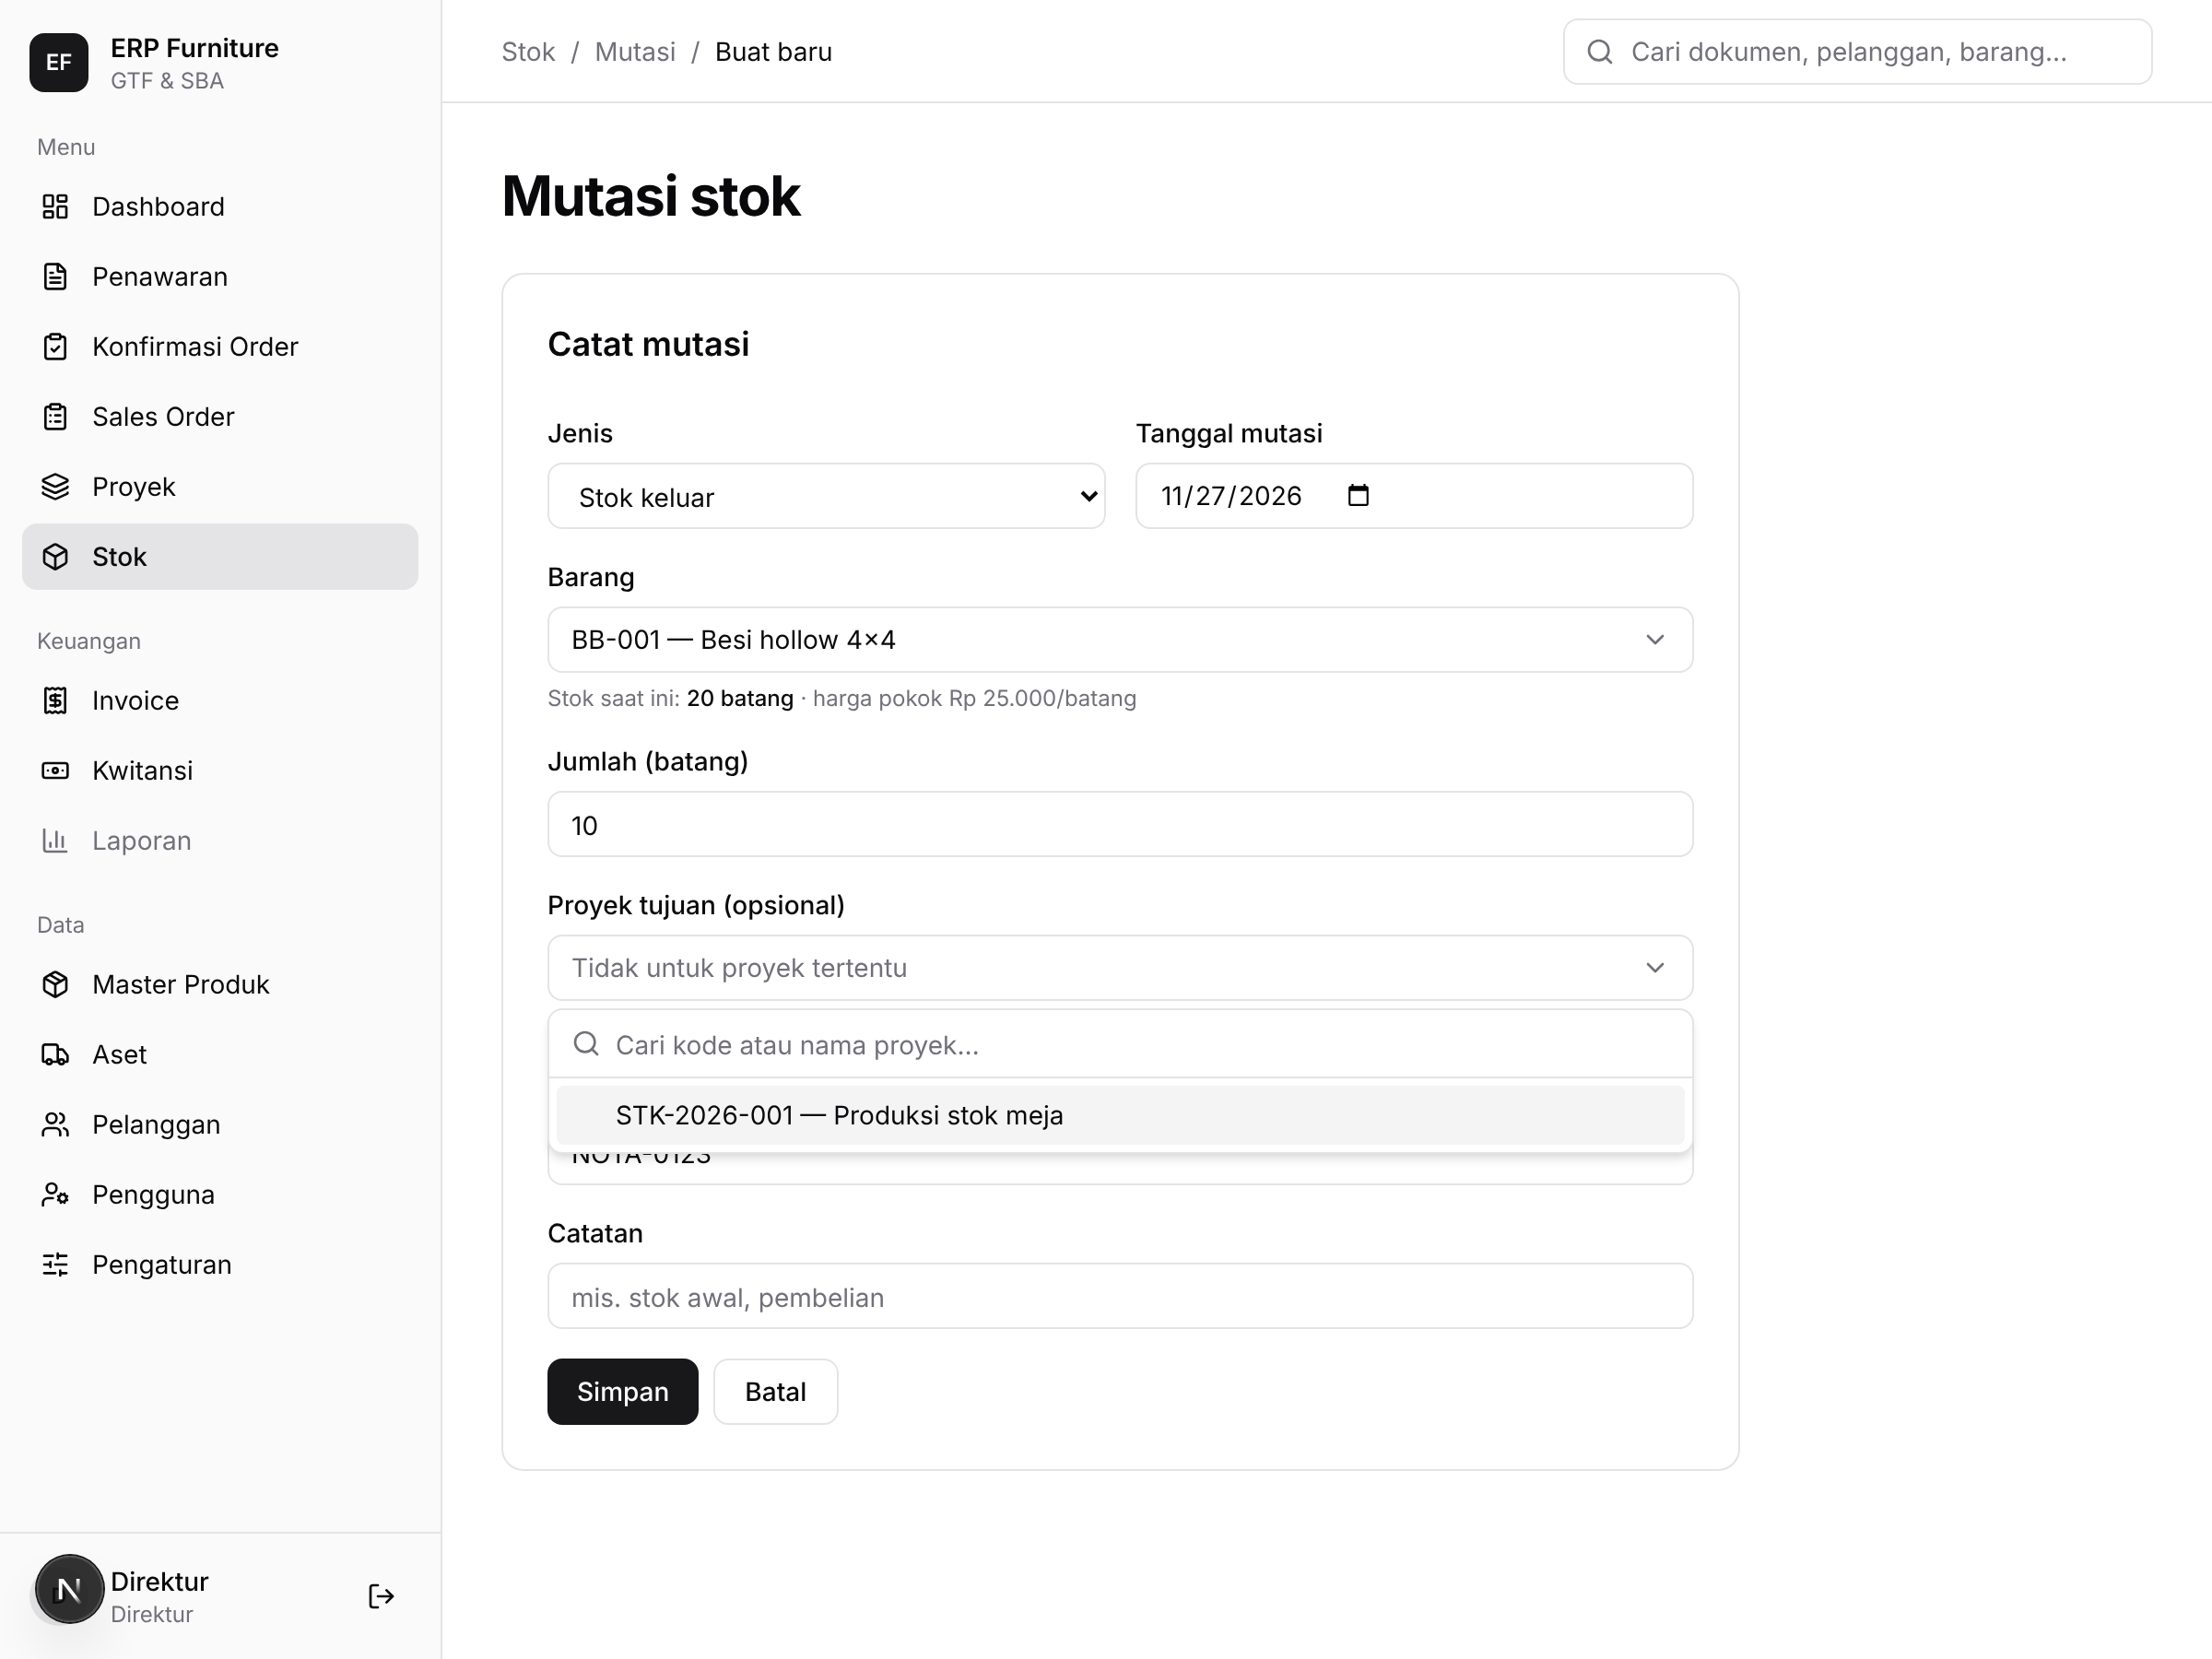 EF
ERP Furniture
GTF & SBA
Menu
Dashboard
Penawaran
Konfirmasi Order
Sales Order
Proyek
Stok
Keuangan
Invoice
Kwitansi
Laporan
Data
Master Produk
Aset
Pelanggan
Pengguna
Pengaturan
N
Direktur
Direktur
Stok / Mutasi / Buat baru
Cari dokumen, pelanggan, barang...
Mutasi stok
Catat mutasi
Jenis
Stok keluar
Tanggal mutasi
11/27/2026
Barang
BB-001 — Besi hollow 4×4
Stok saat ini: 20 batang · harga pokok Rp 25.000/batang
Jumlah (batang)
10
Proyek tujuan (opsional)
Tidak untuk proyek tertentu
Cari kode atau nama proyek...
STK-2026-001 — Produksi stok meja
NOTA-0123
Catatan
mis. stok awal, pembelian
Simpan
Batal